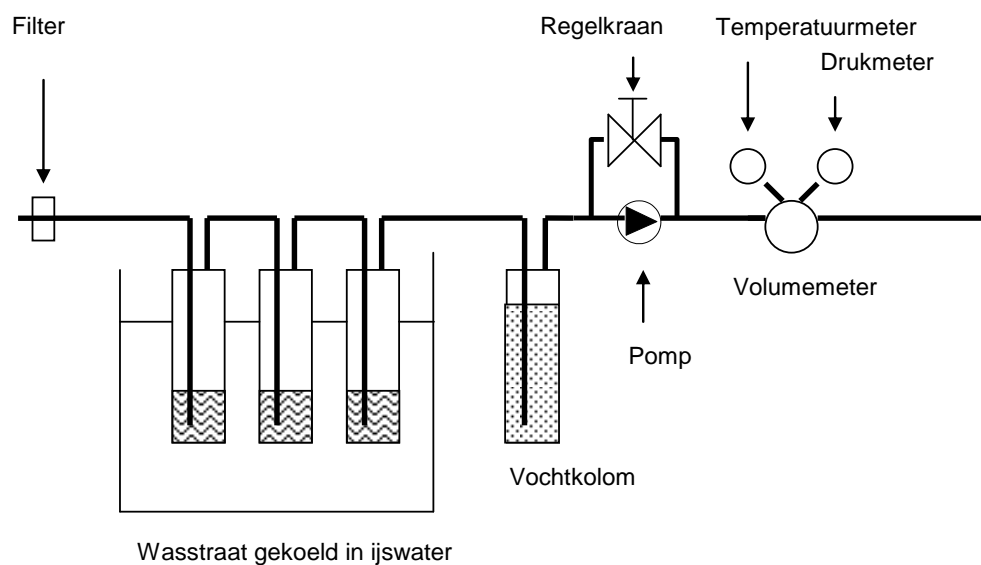 Filter
Regelkraan
Temperatuurmeter
Drukmeter
Volumemeter
Pomp
Vochtkolom
Wasstraat gekoeld in ijswater